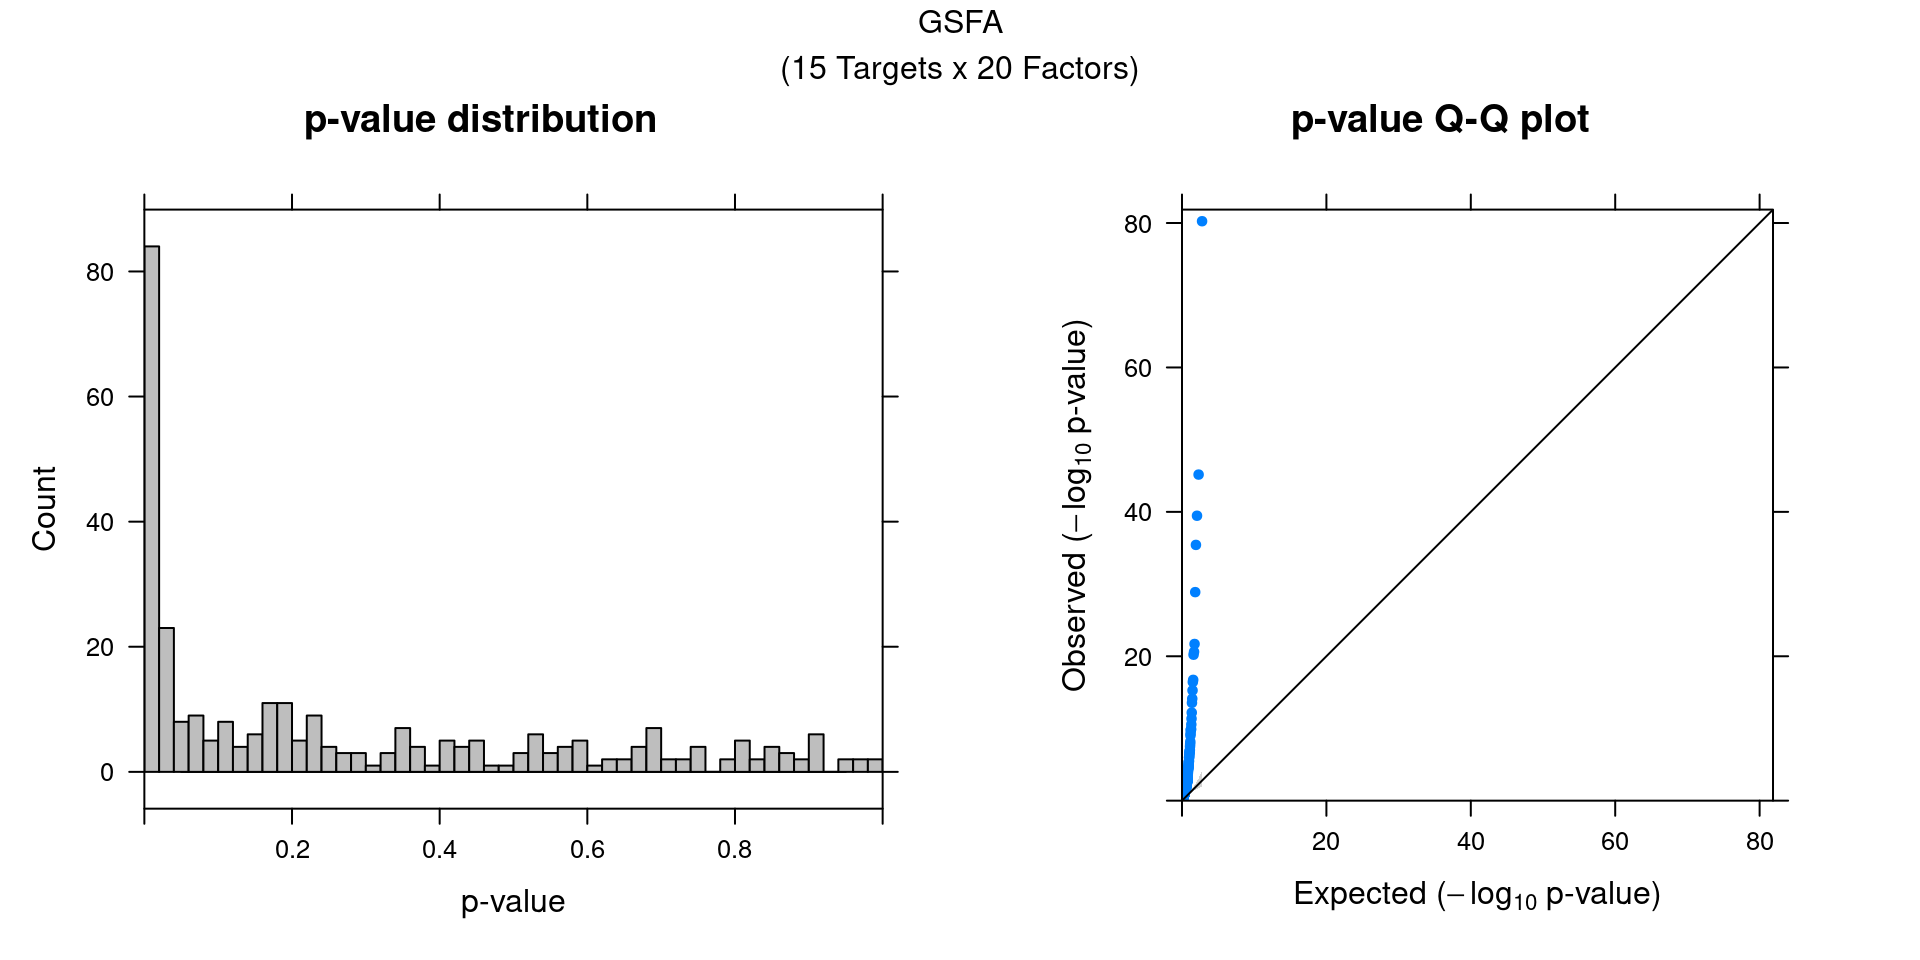 GSFA
(15 Targets x 20 Factors)
p-value distribution
80
60
40
20
0
Count
0.2 0.4 0.6 0.8
p-value
p-value Q-Q plot
80
60
40
20
Observed (−log10 p-value)
20 40 60 80
Expected (−log10 p-value)